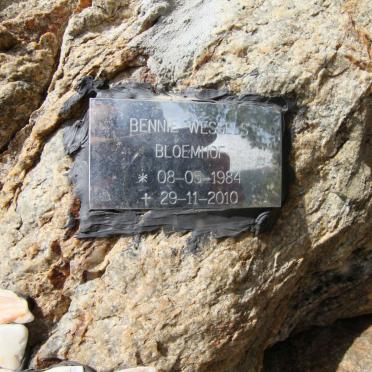 BENNIE WESSELS
BLOEMHOF
* 08-05-1984
† 29-11-2010